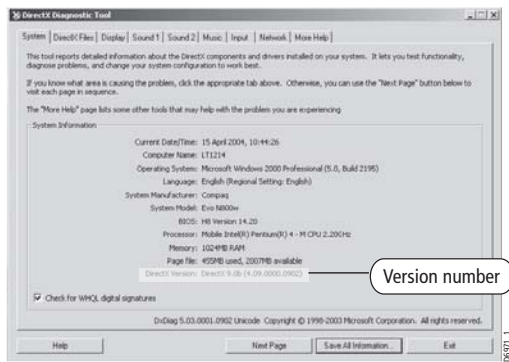 DirectX Diagnostic Tool
System DirectX Files Display Sound 1 Sound 2 Music Input Network More Help
This tool reports detailed information about the DirectX components and drivers installed on your system. It lets you test functionality,
diagnose problems, and change your system configuration to work best.
If you know what area is causing the problem, click the appropriate tab above. Otherwise, you can use the "Next Page" button below to
visit each page in sequence.
The "More Help" page lists some other tools that may help with the problem you are experiencing
System Information
Current Date/Time: 15 April 2004, 10:44:26
Computer Name: LT1214
Operating System: Microsoft Windows 2000 Professional (5.0, Build 2195)
Language: English (Regional Setting: English)
System Manufacturer: Compaq
System Model: Evo N800w
BIOS: H8 Version 14.20
Processor: Mobile Intel(R) Pentium(R) 4 - M CPU 2.20GHz
Memory: 1024MB RAM
Page file: 455MB used, 2007MB available
DirectX Version: DirectX 9.0b (4.09.0000.0902)
Version number
Check for WHQL digital signatures
DxDiag 5.03.0001.0902 Unicode Copyright © 1998-2003 Microsoft Corporation. All rights reserved.
Help Next Page Save All Information... Exit
D6971_1